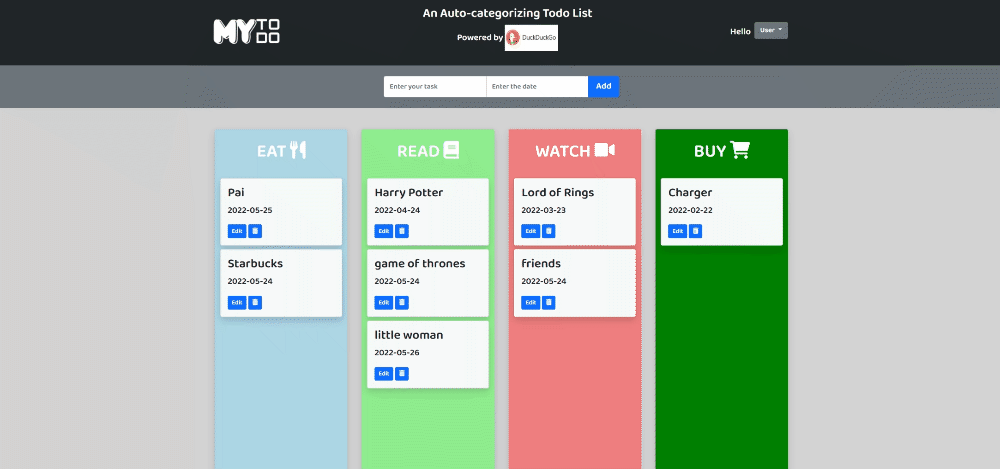 MY TO DO
An Auto-categorizing Todo List
Powered by DuckDuckGo
Hello User
Enter your task Enter the date Add
EAT
Pai
2022-05-25
Edit
Starbucks
2022-05-24
Edit
READ
Harry Potter
2022-04-24
Edit
game of thrones
2022-05-24
Edit
little woman
2022-05-26
Edit
WATCH
Lord of Rings
2022-03-23
Edit
friends
2022-05-24
Edit
BUY
Charger
2022-02-22
Edit